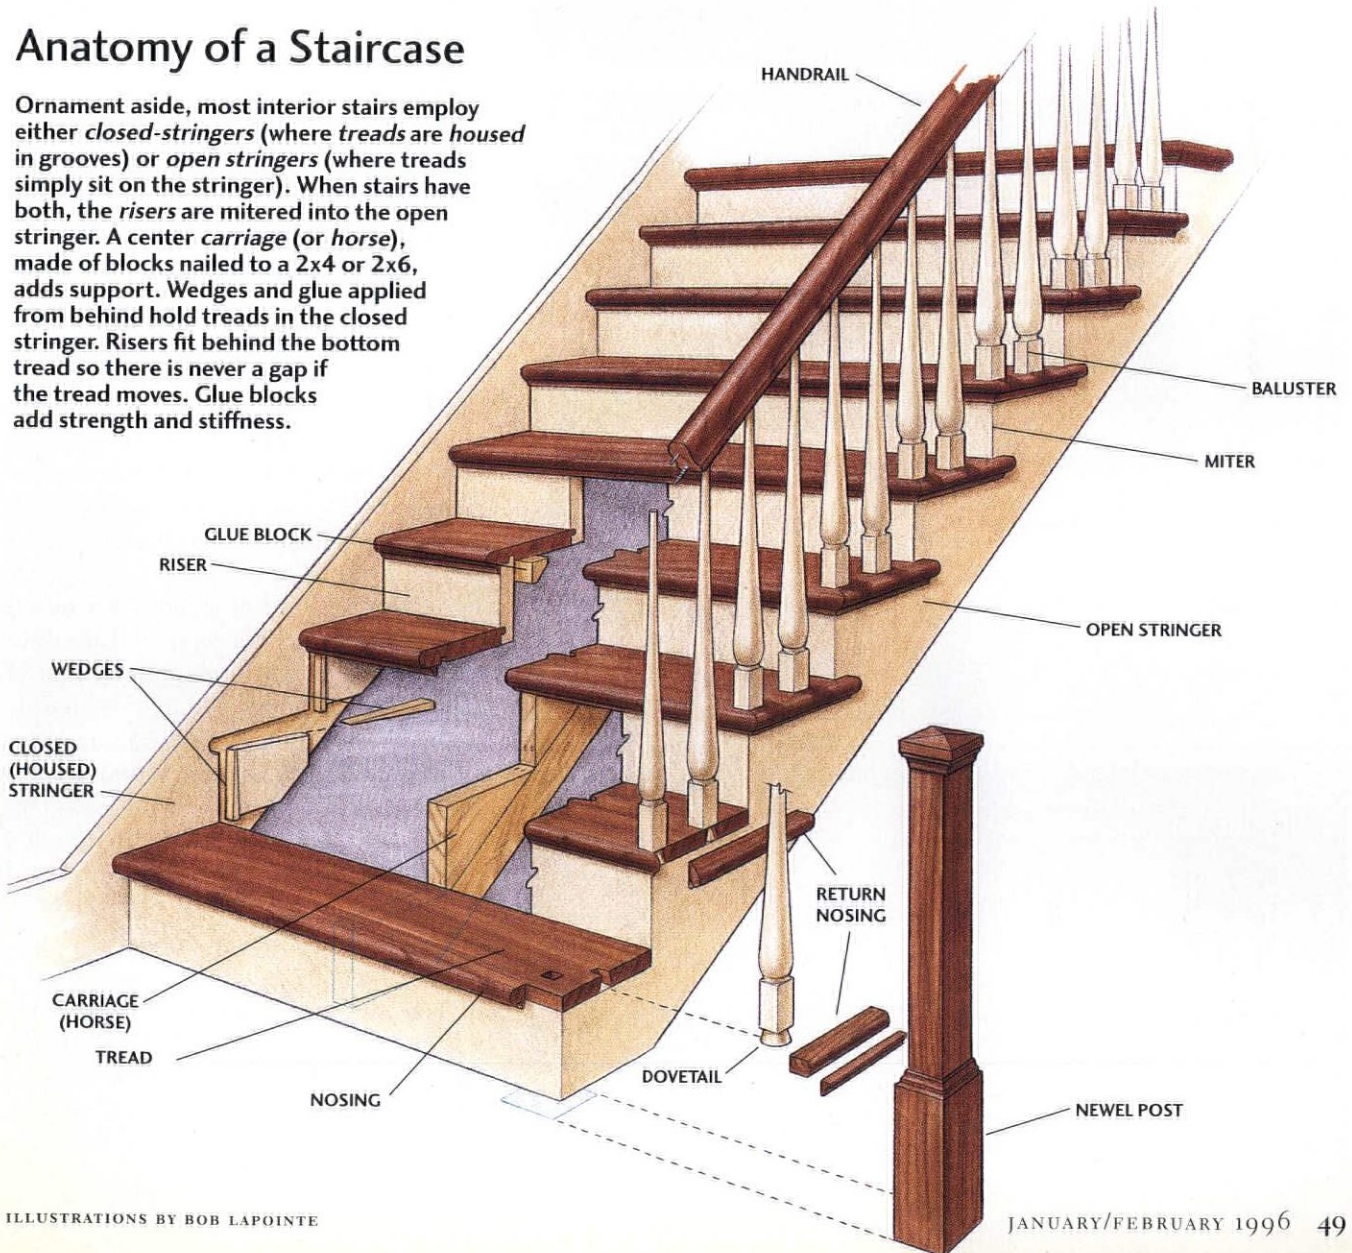 Anatomy of a Staircase
Ornament aside, most interior stairs employ
either closed-stringers (where treads are housed
in grooves) or open stringers (where treads
simply sit on the stringer). When stairs have
both, the risers are mitered into the open
stringer. A center carriage (or horse),
made of blocks nailed to a 2x4 or 2x6,
adds support. Wedges and glue applied
from behind hold treads in the closed
stringer. Risers fit behind the bottom
tread so there is never a gap if
the tread moves. Glue blocks
add strength and stiffness.
HANDRAIL
BALUSTER
MITER
GLUE BLOCK
RISER
OPEN STRINGER
WEDGES
CLOSED
(HOUSED)
STRINGER
RETURN
NOSING
CARRIAGE
(HORSE)
TREAD
DOVETAIL
NOSING
NEWEL POST
ILLUSTRATIONS BY BOB LAPOINTE
JANUARY/FEBRUARY 1996 49